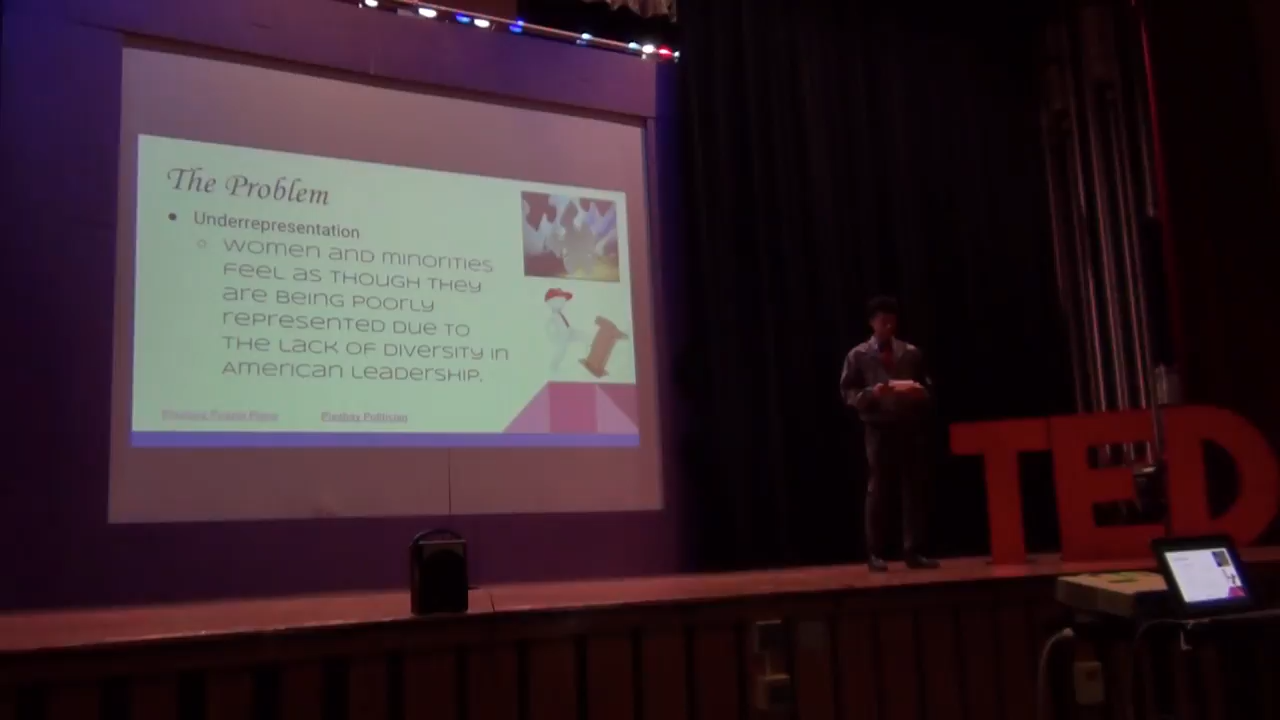 The Problem
Underrepresentation
Women and minorities
feel as though they
are being poorly
represented due to
the lack of diversity in
American leadership.
Pixabay Politician
TED